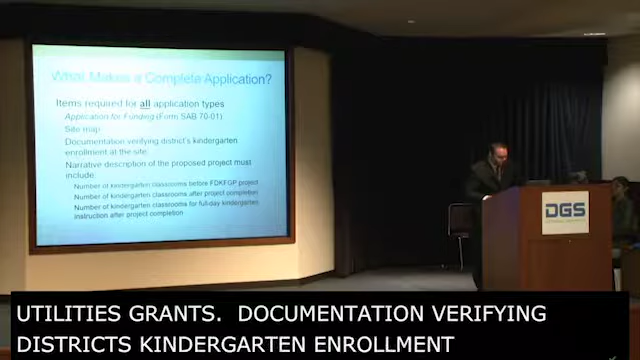 What Makes a Complete Application?
Items required for all application types
Application for Funding (Form SAB 70-01)
Site map
Documentation verifying district's kindergarten
enrollment at the site.
Narrative description of the proposed project must
include:
Number of kindergarten classrooms before FDKFGP project
Number of kindergarten classrooms after project completion
Number of kindergarten classrooms for full-day kindergarten
instruction after project completion
DGS
UTILITIES GRANTS.  DOCUMENTATION VERIFYING
DISTRICTS KINDERGARTEN ENROLLMENT